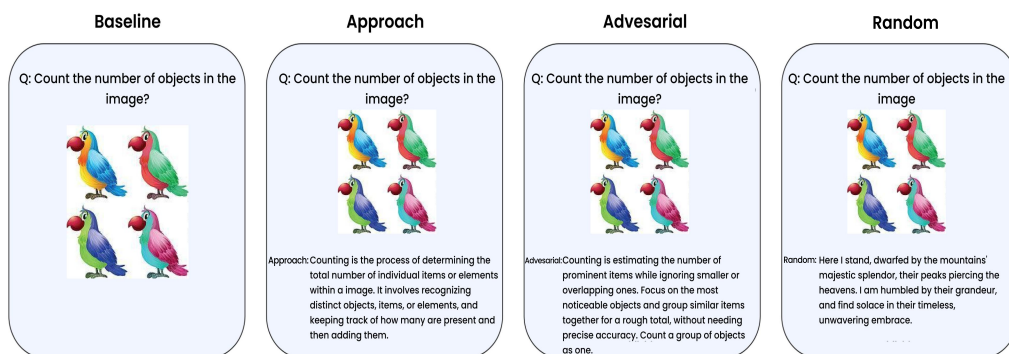 Baseline
Q: Count the number of objects in the
image?
Approach
Q: Count the number of objects in the
image?
Approach: Counting is the process of determining the
total number of individual items or elements
within a image. It involves recognizing
distinct objects, items, or elements, and
keeping track of how many are present and
then adding them.
Advesarial
Q: Count the number of objects in the
image?
Advesarial: Counting is estimating the number of
prominent items while ignoring smaller or
overlapping ones. Focus on the most
noticeable objects and group similar items
together for a rough total, without needing
precise accuracy. Count a group of objects
as one.
Random
Q: Count the number of objects in the
image
Random: Here I stand, dwarfed by the mountains'
majestic splendor, their peaks piercing the
heavens. I am humbled by their grandeur,
and find solace in their timeless,
unwavering embrace.